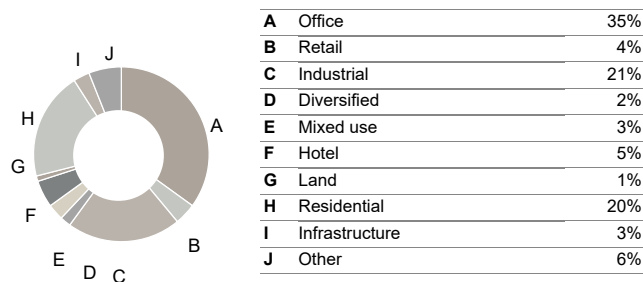 A Office 35%
B Retail 4%
C Industrial 21%
D Diversified 2%
E Mixed use 3%
F Hotel 5%
G Land 1%
H Residential 20%
I Infrastructure 3%
J Other 6%
J
I
H
A
G
F
B
E
D
C